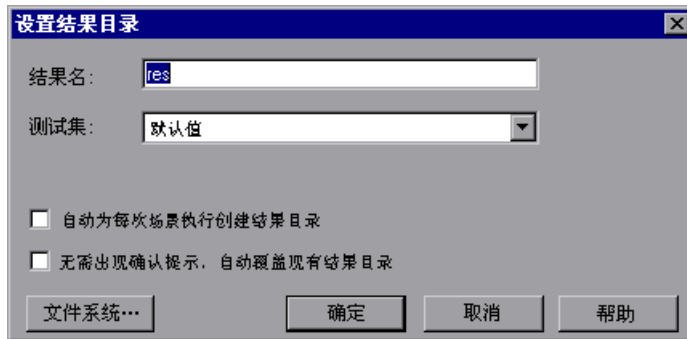 设置结果目录
结果名: res
测试集: 默认值
自动为每次场景执行创建结果目录
无需出现确认提示，自动覆盖现有结果目录
文件系统… 确定 取消 帮助